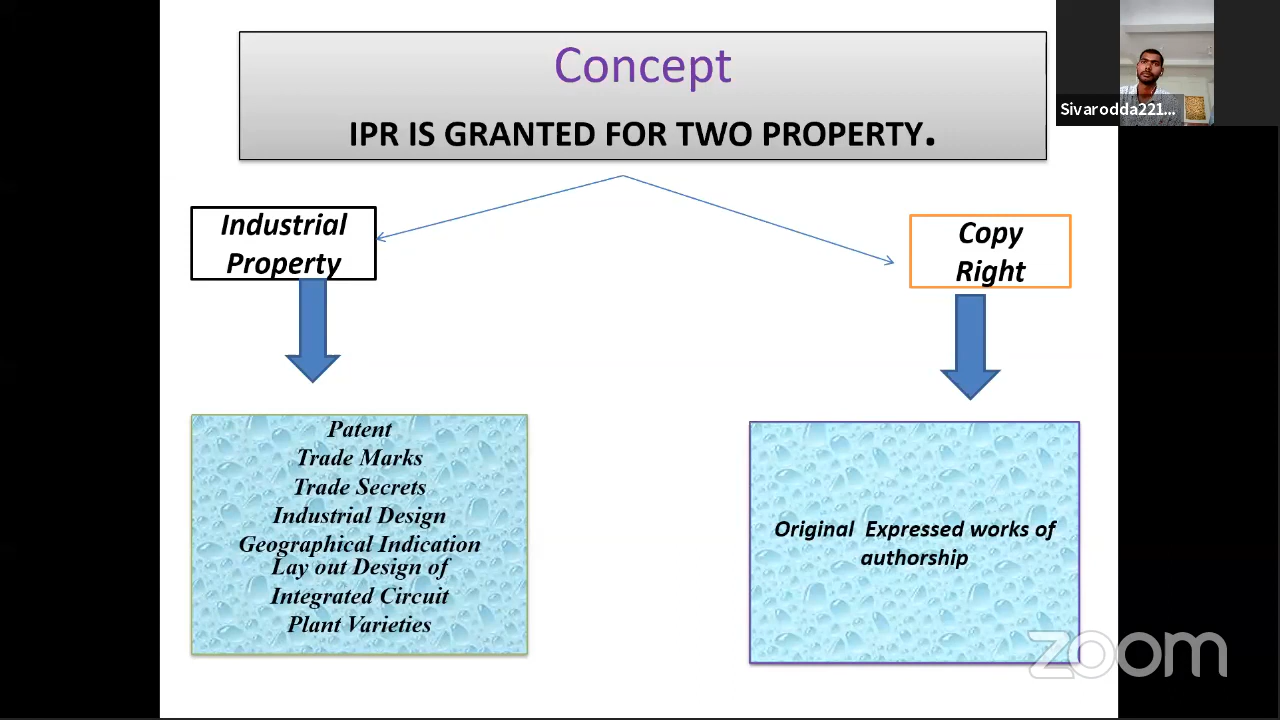 Concept
IPR IS GRANTED FOR TWO PROPERTY.
Sivarodda221...
Industrial
Property
Copy
Right
Patent
Trade Marks
Trade Secrets
Industrial Design
Geographical Indication
Lay out Design of
Integrated Circuit
Plant Varieties
Original Expressed works of
authorship
zoom